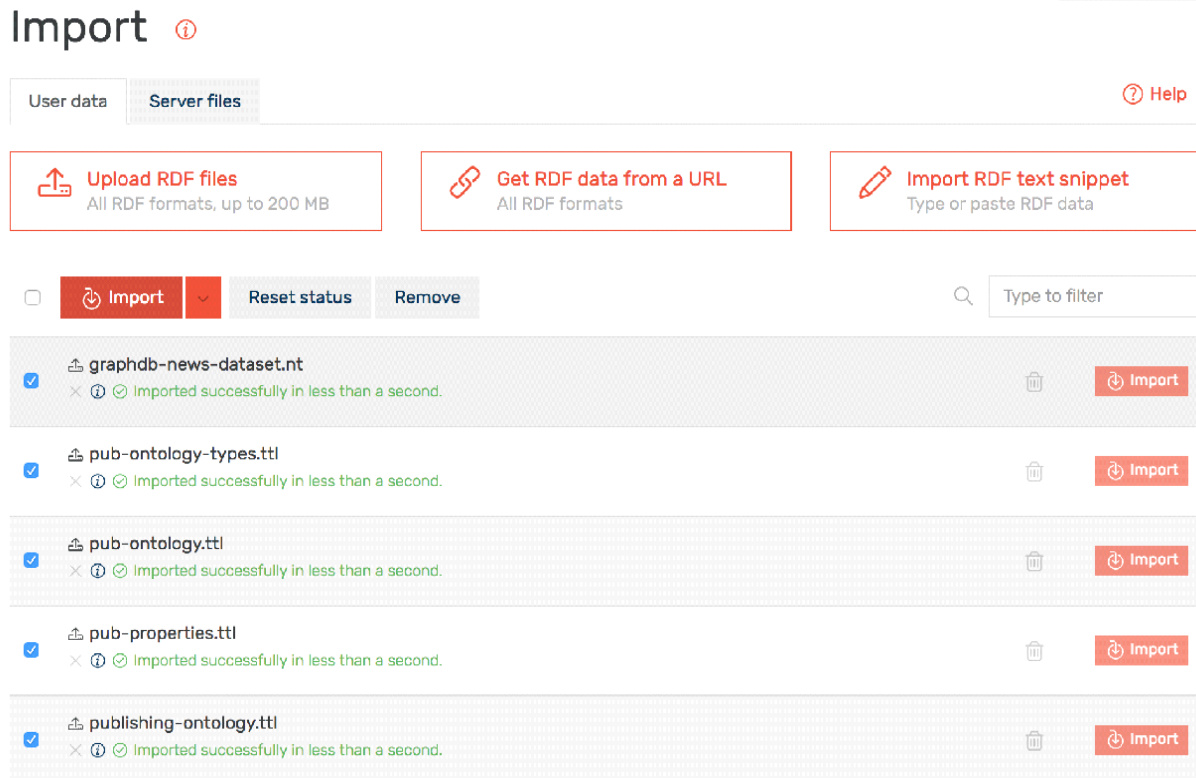 Import
User data
Server files
Help
Upload RDF files
All RDF formats, up to 200 MB
Get RDF data from a URL
All RDF formats
Import RDF text snippet
Type or paste RDF data
Import
Reset status
Remove
Type to filter
graphdb-news-dataset.nt
Imported successfully in less than a second.
Import
pub-ontology-types.ttl
Imported successfully in less than a second.
Import
pub-ontology.ttl
Imported successfully in less than a second.
Import
pub-properties.ttl
Imported successfully in less than a second.
Import
publishing-ontology.ttl
Imported successfully in less than a second.
Import